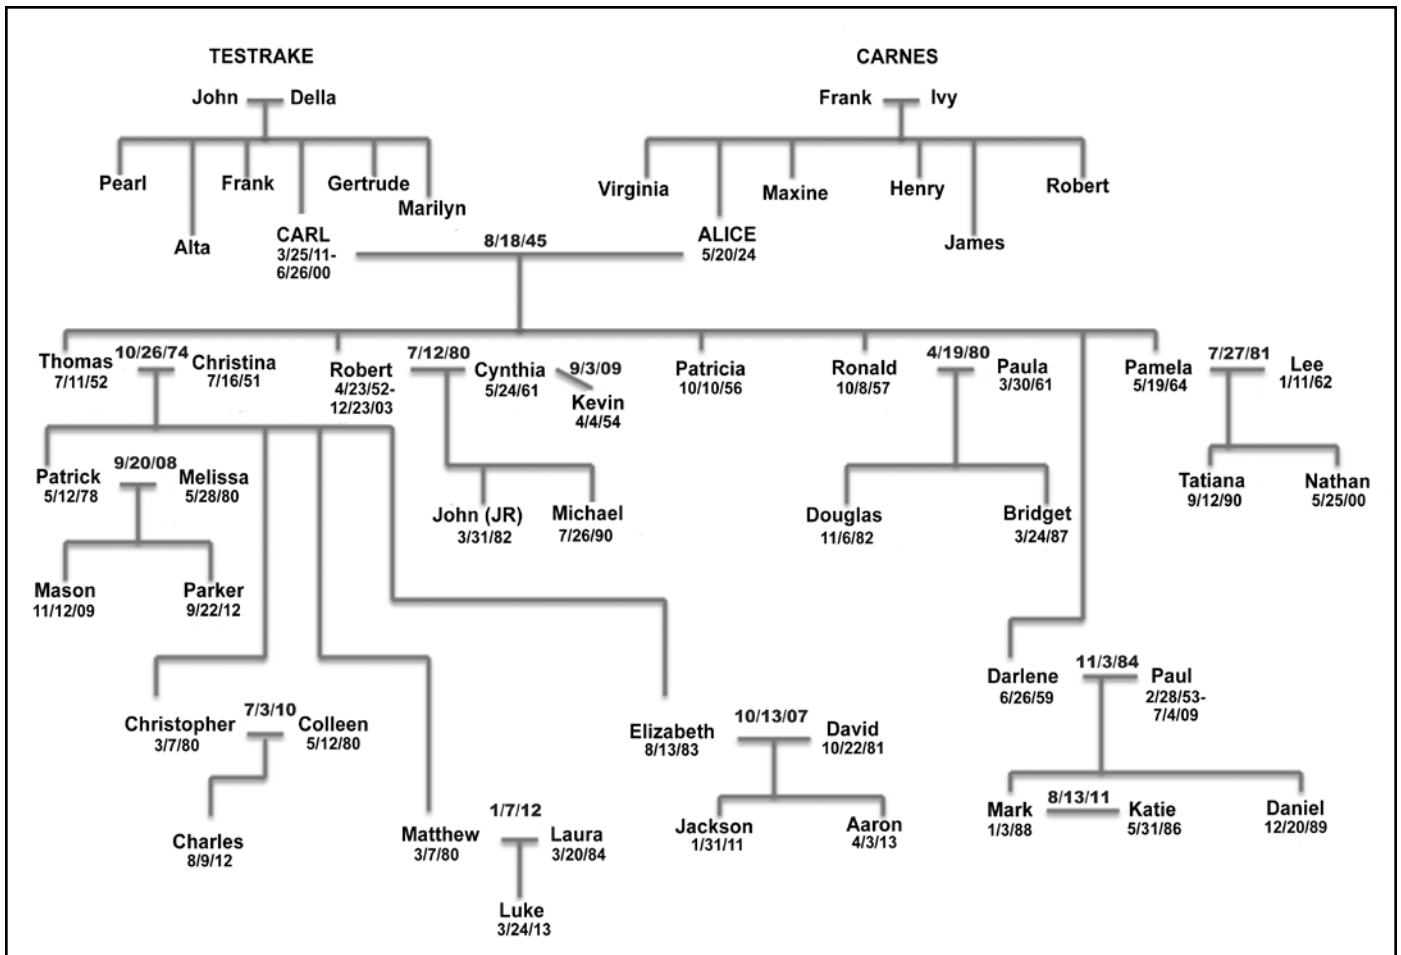 TESTRAKE
CARNES
John
Della
Frank
Ivy
Pearl
Alta
Frank
CARL
3/25/11-
6/26/00
Gertrude
Marilyn
Virginia
ALICE
5/20/24
Maxine
Henry
James
Robert
8/18/45
Thomas
7/11/52
10/26/74
Christina
7/16/51
Robert
4/23/52-
12/23/03
7/12/80
Cynthia
5/24/61
9/3/09
Kevin
4/4/54
Patricia
10/10/56
Ronald
10/8/57
4/19/80
Paula
3/30/61
Pamela
5/19/64
7/27/81
Lee
1/11/62
Patrick
5/12/78
9/20/08
Melissa
5/28/80
John (JR)
3/31/82
Michael
7/26/90
Douglas
11/6/82
Bridget
3/24/87
Tatiana
9/12/90
Nathan
5/25/00
Mason
11/12/09
Parker
9/22/12
Darlene
6/26/59
11/3/84
Paul
2/28/53-
7/4/09
Christopher
3/7/80
7/3/10
Colleen
5/12/80
Elizabeth
8/13/83
10/13/07
David
10/22/81
Charles
8/9/12
Matthew
3/7/80
1/7/12
Laura
3/20/84
Jackson
1/31/11
Aaron
4/3/13
Mark
1/3/88
8/13/11
Katie
5/31/86
Daniel
12/20/89
Luke
3/24/13